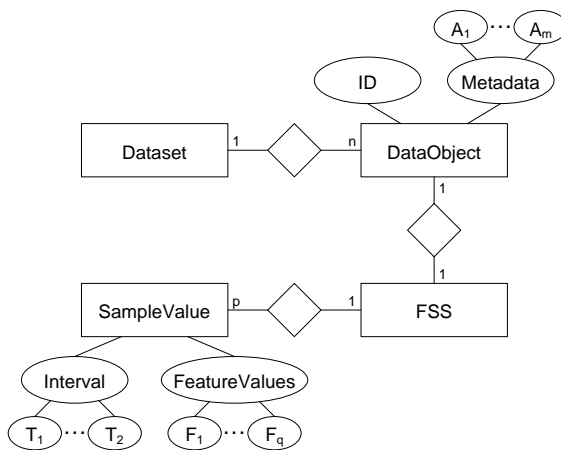 A1 ... Am
ID Metadata
Dataset 1 n DataObject
1
1
SampleValue p 1 FSS
Interval FeatureValues
T1 ... T2 F1 ... Fq